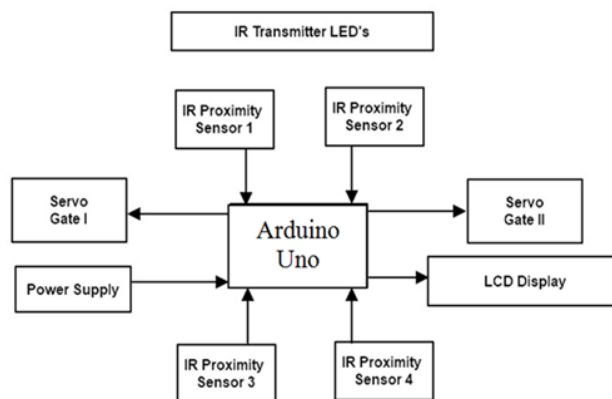 IR Transmitter LED's
IR Proximity
Sensor 1
IR Proximity
Sensor 2
Servo
Gate I
Arduino
Uno
Servo
Gate II
Power Supply
LCD Display
IR Proximity
Sensor 3
IR Proximity
Sensor 4